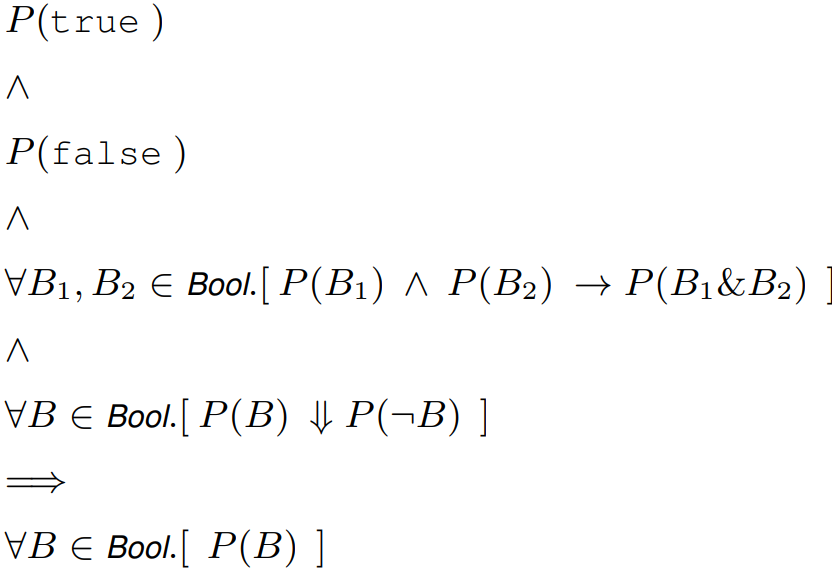 P(true )
∧
P(false )
∧
∀B₁, B₂ ∈ Bool.[ P(B₁) ∧ P(B₂) → P(B₁&B₂) ]
∧
∀B ∈ Bool.[ P(B) ⇓ P(¬B) ]
⟹
∀B ∈ Bool.[ P(B) ]